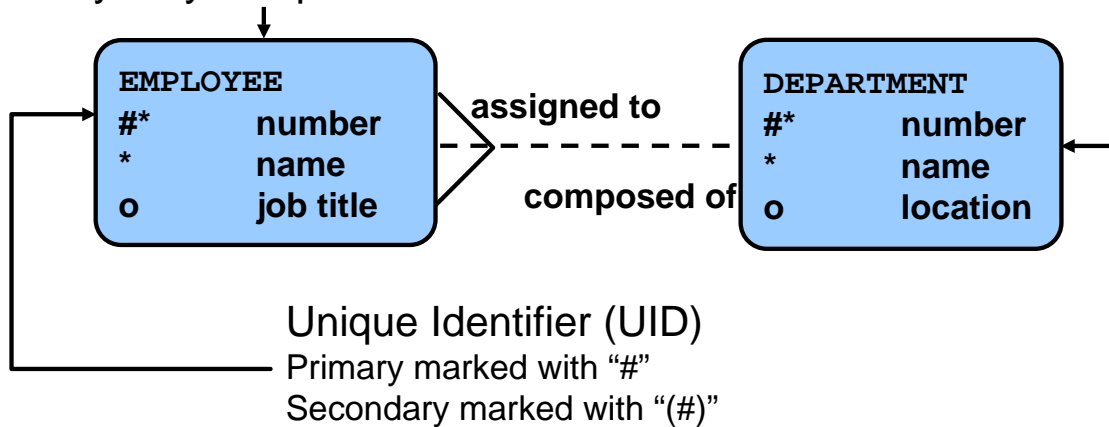 EMPLOYEE
#* number
* name
o job title
assigned to
composed of
DEPARTMENT
#* number
* name
o location
Unique Identifier (UID)
Primary marked with “#”
Secondary marked with “(#)”